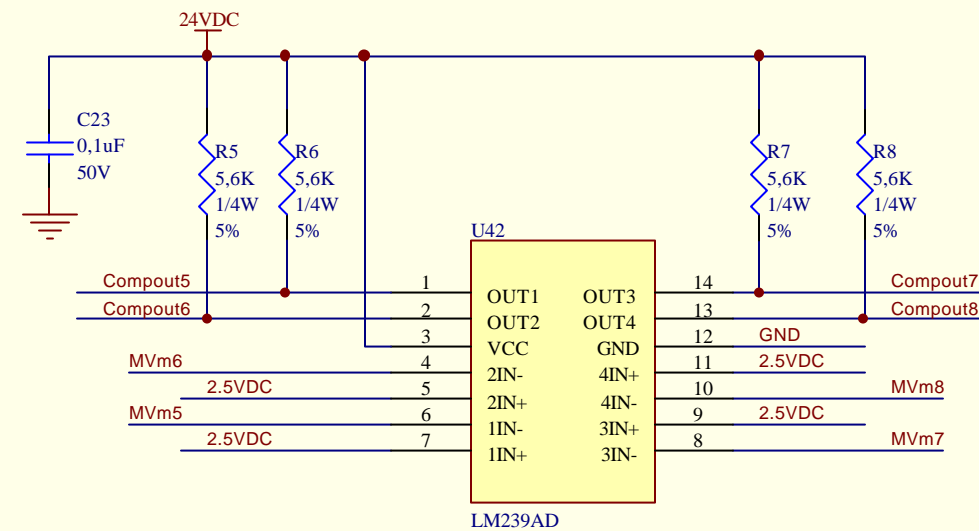 24VDC
C23
0,1uF
50V
R5
5,6K
1/4W
5%
R6
5,6K
1/4W
5%
R7
5,6K
1/4W
5%
R8
5,6K
1/4W
5%
U42
Compout5 1 OUT1 OUT3 14 Compout7
Compout6 2 OUT2 OUT4 13 Compout8
3 VCC GND 12 GND
MVm6 4 2IN- 4IN+ 11 2.5VDC
2.5VDC 5 2IN+ 4IN- 10 MVm8
MVm5 6 1IN- 3IN+ 9 2.5VDC
2.5VDC 7 1IN+ 3IN- 8 MVm7
LM239AD